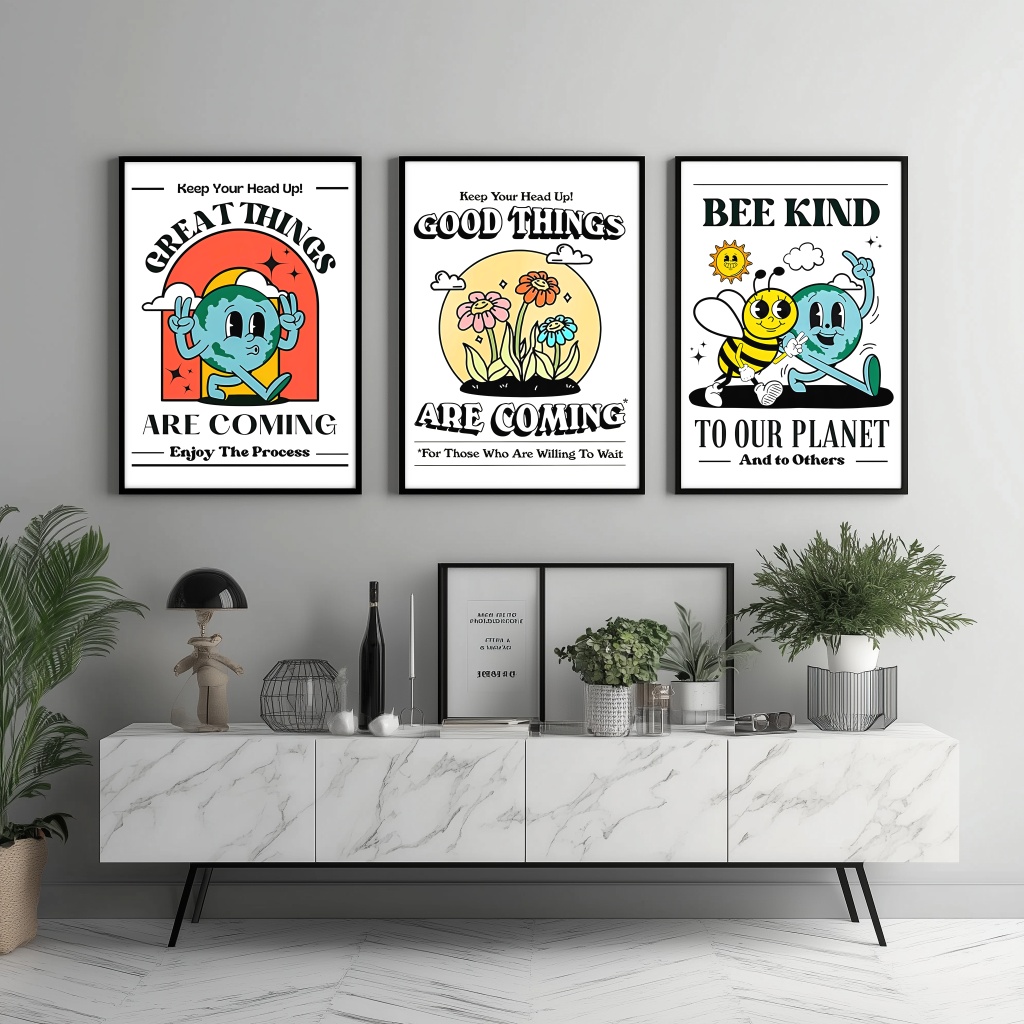 Keep Your Head Up!
GREAT THINGS
ARE COMING
Enjoy The Process
Keep Your Head Up!
GOOD THINGS
ARE COMING*
*For Those Who Are Willing To Wait
BEE KIND
TO OUR PLANET
And to Others